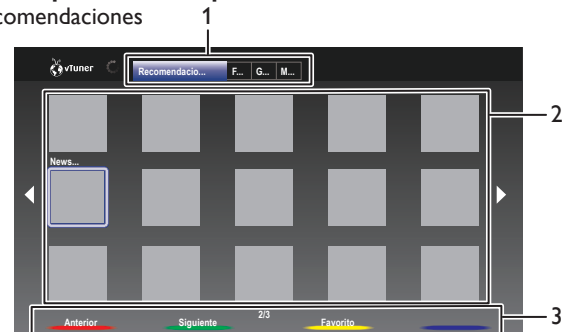 comendaciones
1
vTuner
Recomendacio... F... G... M...
2
News...
2/3
Anterior Siguiente Favorito
3